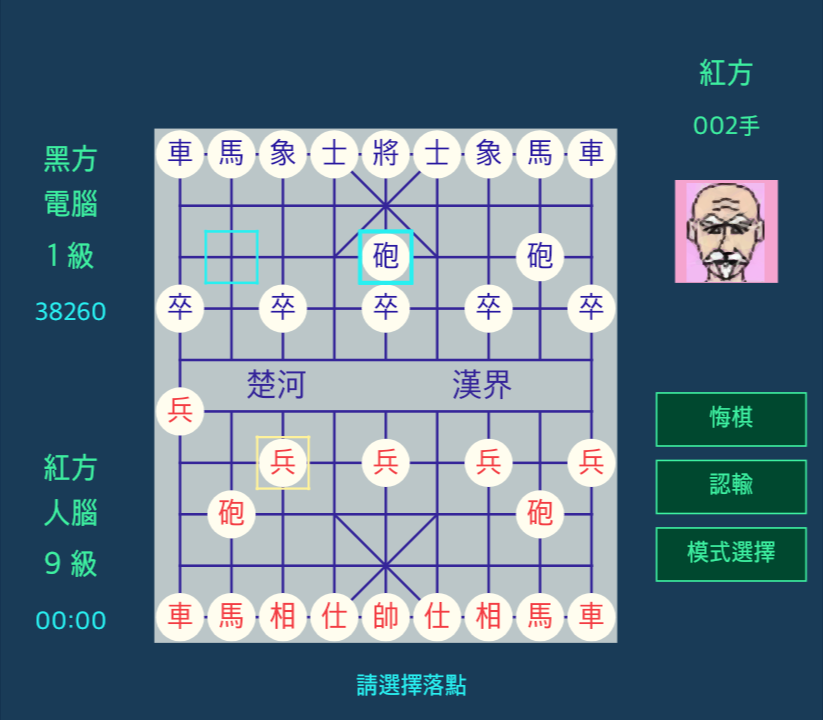 紅方
002手
黑方
電腦
1 級
38260
車馬象士將士象馬車
砲砲
卒卒卒卒卒
楚河 漢界
兵
兵兵兵兵
紅方
人腦
9 級
00:00
砲砲
車馬相仕帥仕相馬車
悔棋
認輸
模式選擇
請選擇落點